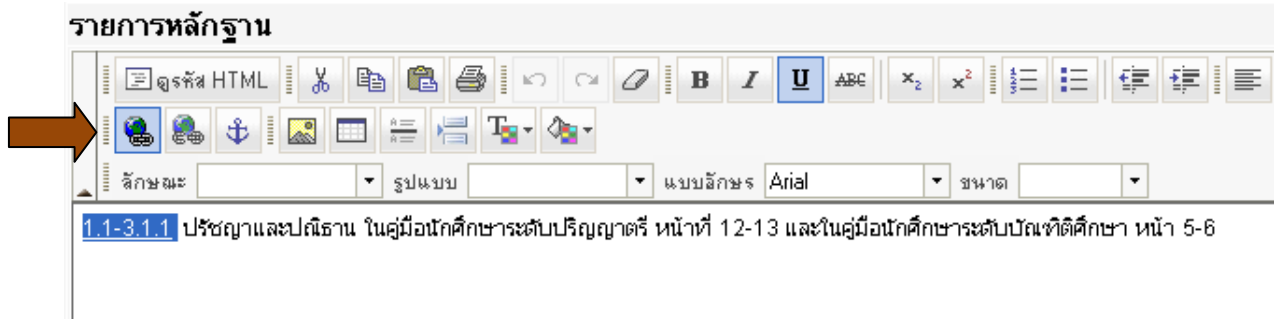 รายการหลักฐาน
ดูรหัส HTML B I U ABC x₂ x²
ลักษณะ รูปแบบ แบบอักษร Arial ขนาด
1.1-3.1.1 ปรัชญาและปณิธาน ในคู่มือนักศึกษาระดับปริญญาตรี หน้าที่ 12-13 และในคู่มือนักศึกษาระดับบัณฑิติศึกษา หน้า 5-6